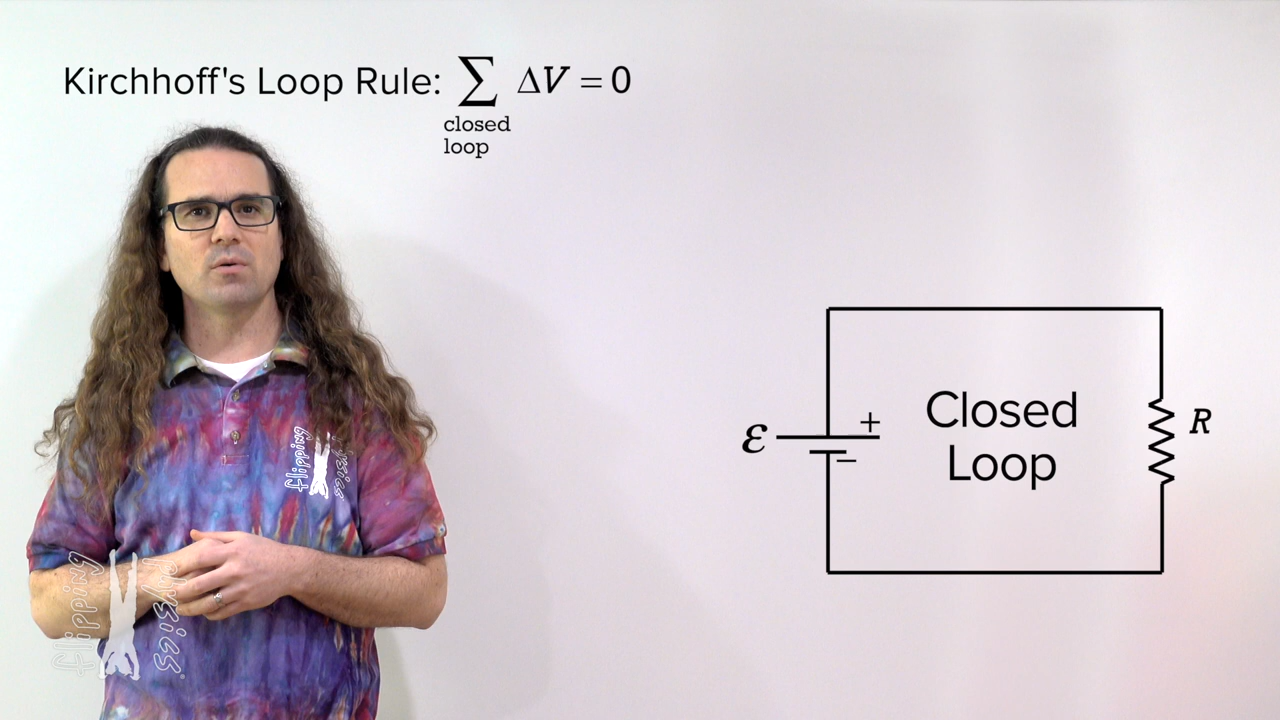 Kirchhoff's Loop Rule: ∑ ΔV = 0
closed
loop
+
ε
−
Closed
Loop
R
flipping
physics
flipping
physics.